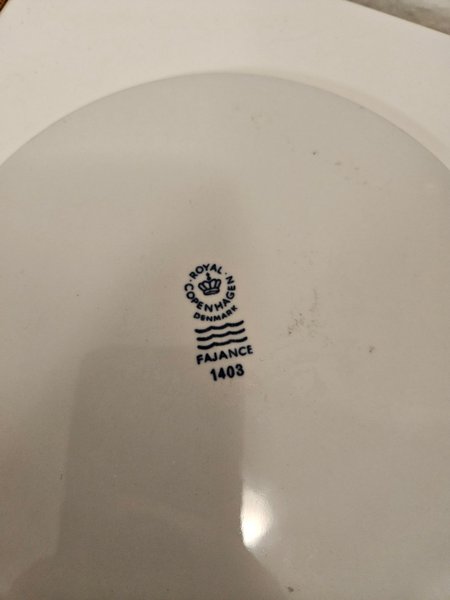 ROYAL
COPENHAGEN
DENMARK
FAJANCE
1403